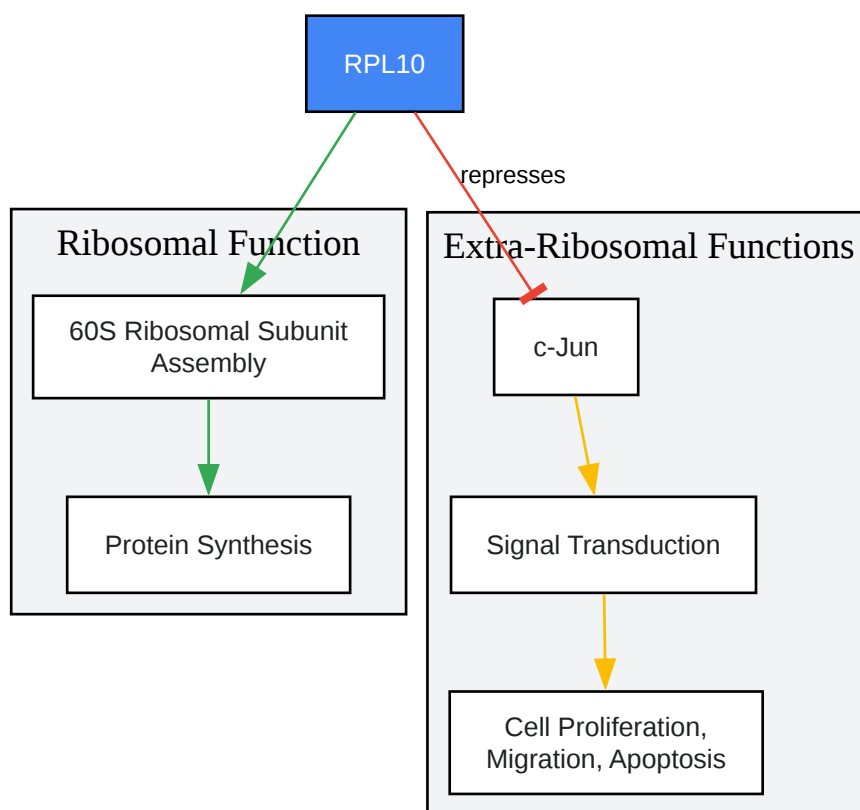 RPL10
represses
Ribosomal Function
Extra-Ribosomal Functions
60S Ribosomal Subunit
Assembly
c-Jun
Protein Synthesis
Signal Transduction
Cell Proliferation,
Migration, Apoptosis